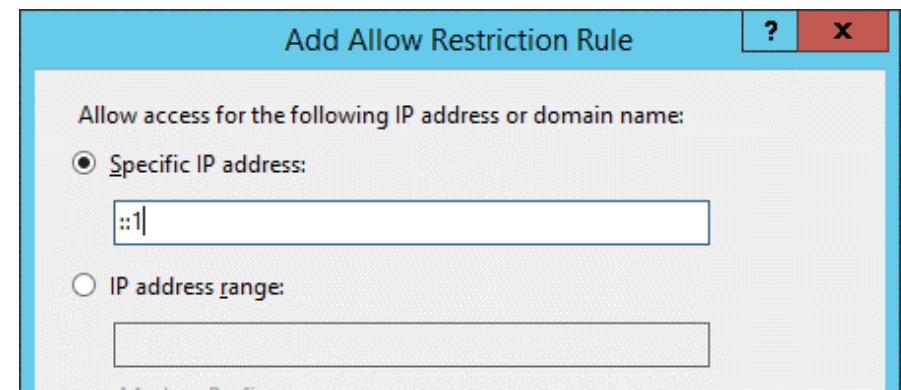 Add Allow Restriction Rule
?
x
Allow access for the following IP address or domain name:
Specific IP address:
::1
IP address range: